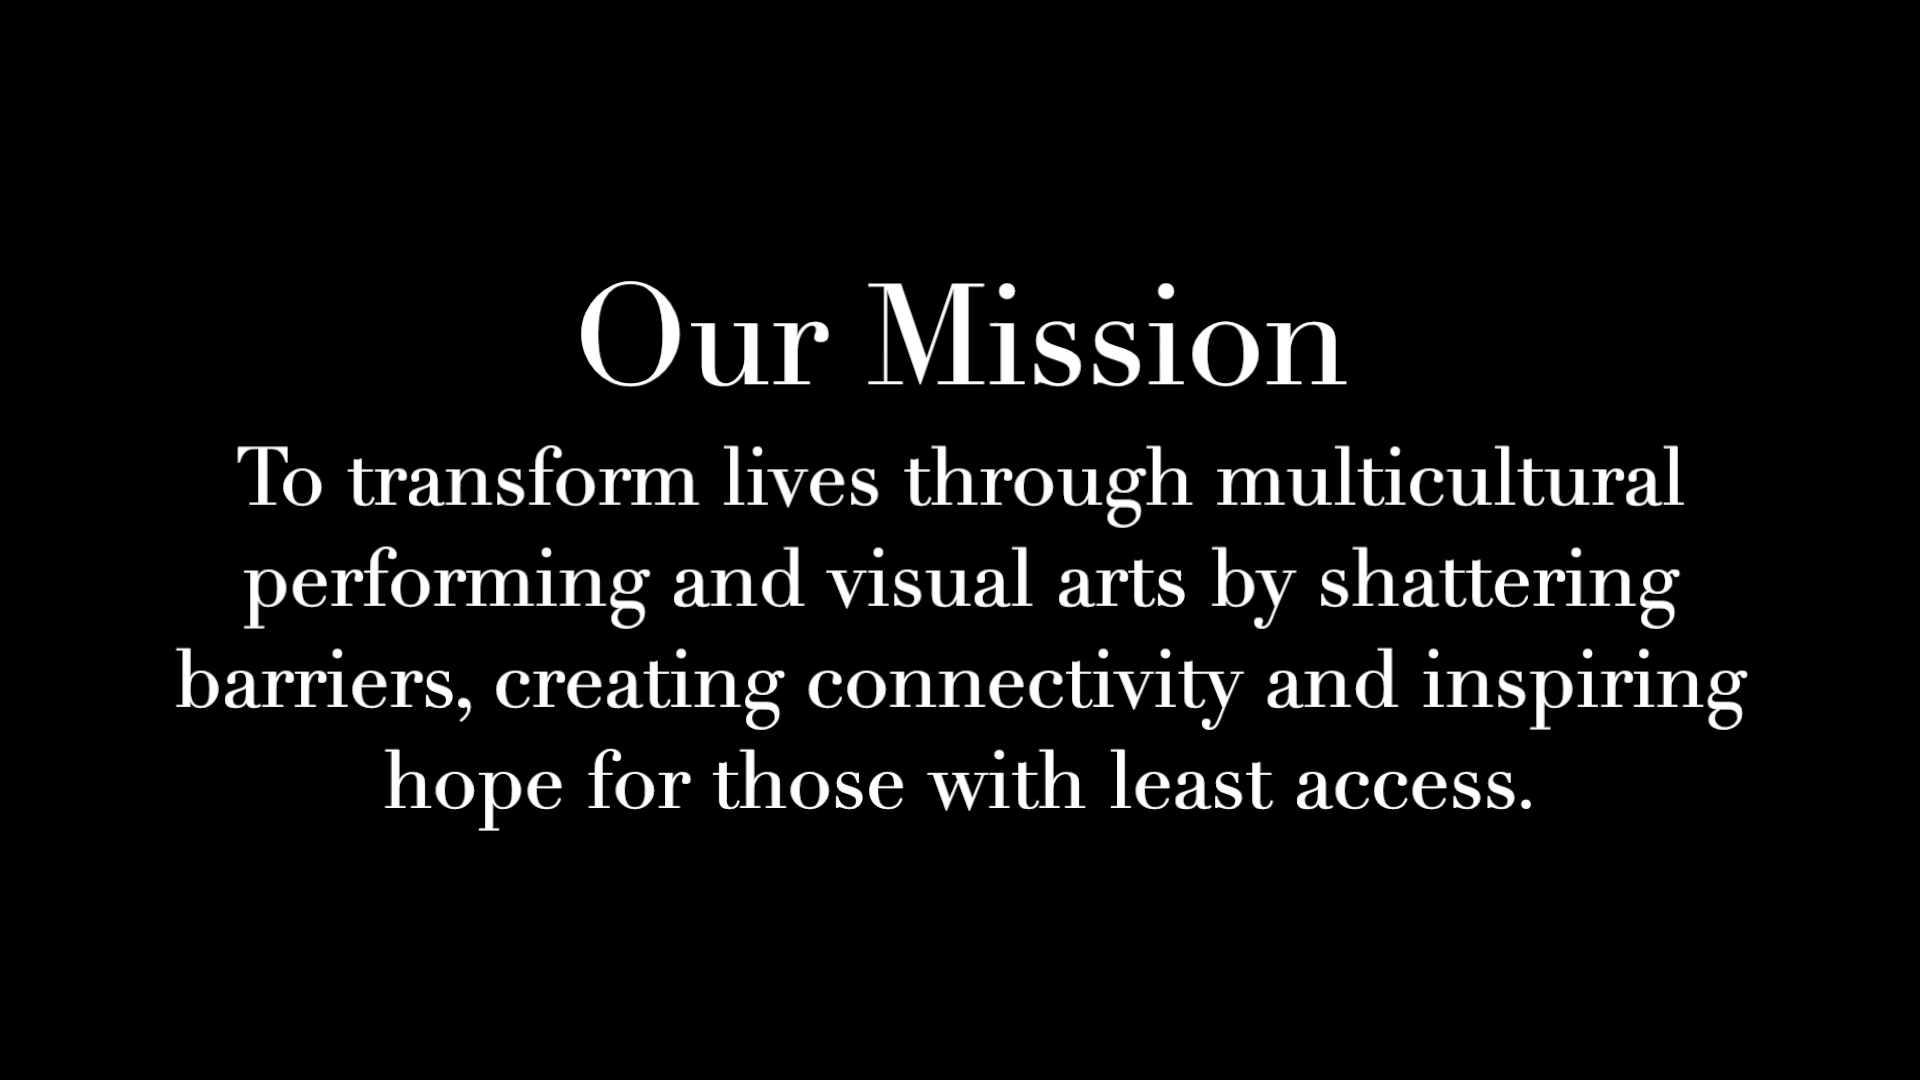 Our Mission
To transform lives through multicultural
performing and visual arts by shattering
barriers, creating connectivity and inspiring
hope for those with least access.